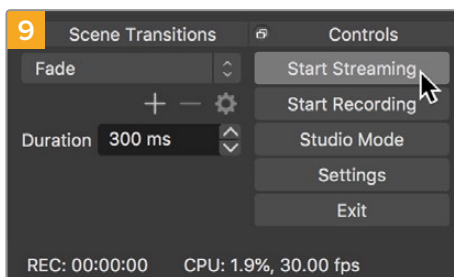 9
Scene Transitions
Controls
Fade
Start Streaming
Start Recording
Duration 300 ms
Studio Mode
Settings
Exit
REC: 00:00:00 CPU: 1.9%, 30.00 fps